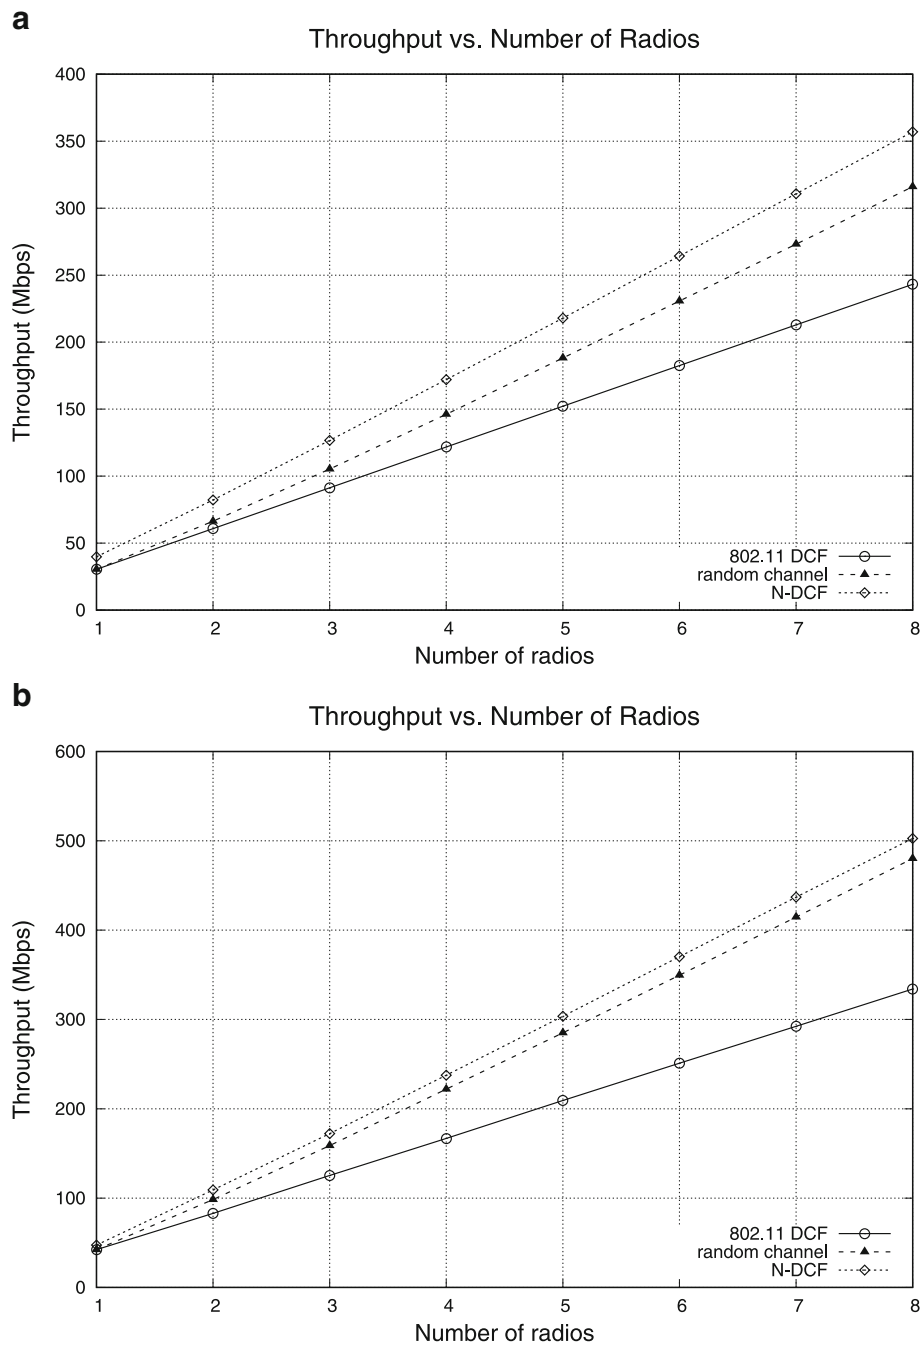 a
Throughput vs. Number of Radios
400
350
300
250
200
150
100
50
0
Throughput (Mbps)
802.11 DCF
random channel
N-DCF
1 2 3 4 5 6 7 8
Number of radios
b
Throughput vs. Number of Radios
600
500
400
300
200
100
0
Throughput (Mbps)
802.11 DCF
random channel
N-DCF
1 2 3 4 5 6 7 8
Number of radios